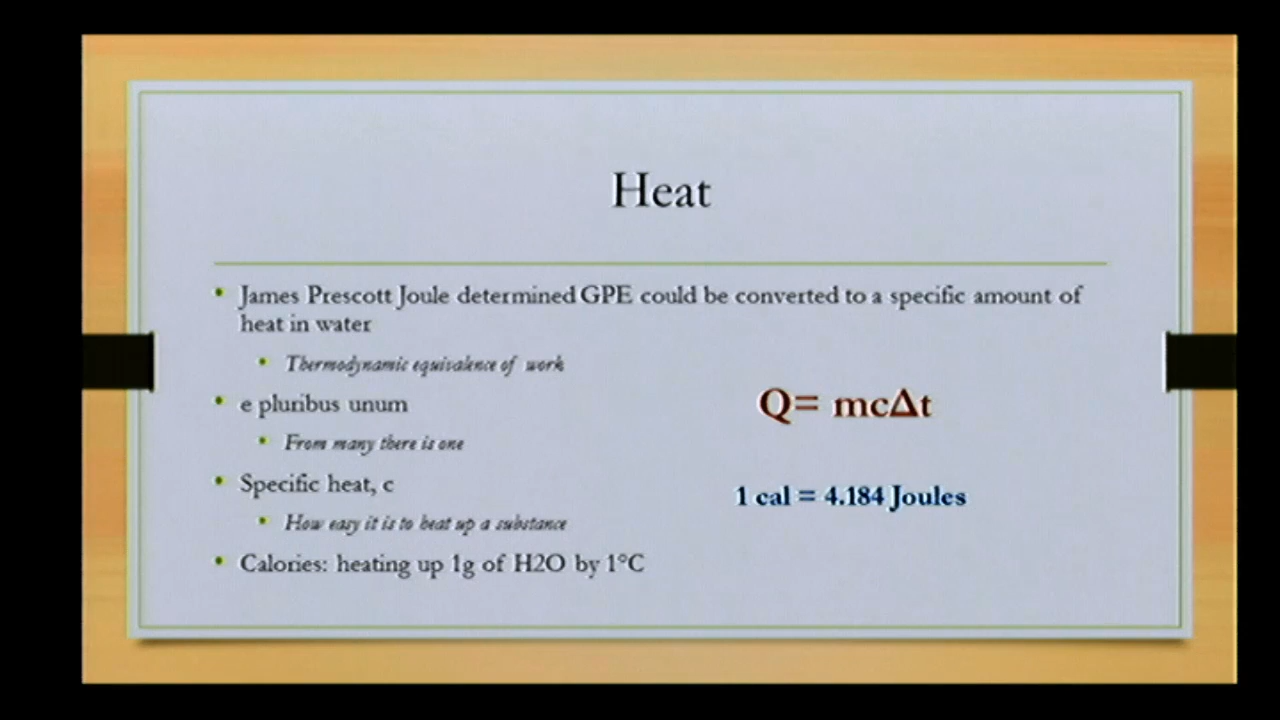 Heat
• James Prescott Joule determined GPE could be converted to a specific amount of
heat in water
• Thermodynamic equivalence of work
• e pluribus unum
• From many there is one
• Specific heat, c
• How easy it is to heat up a substance
• Calories: heating up 1g of H2O by 1°C
Q= mcΔt
1 cal = 4.184 Joules